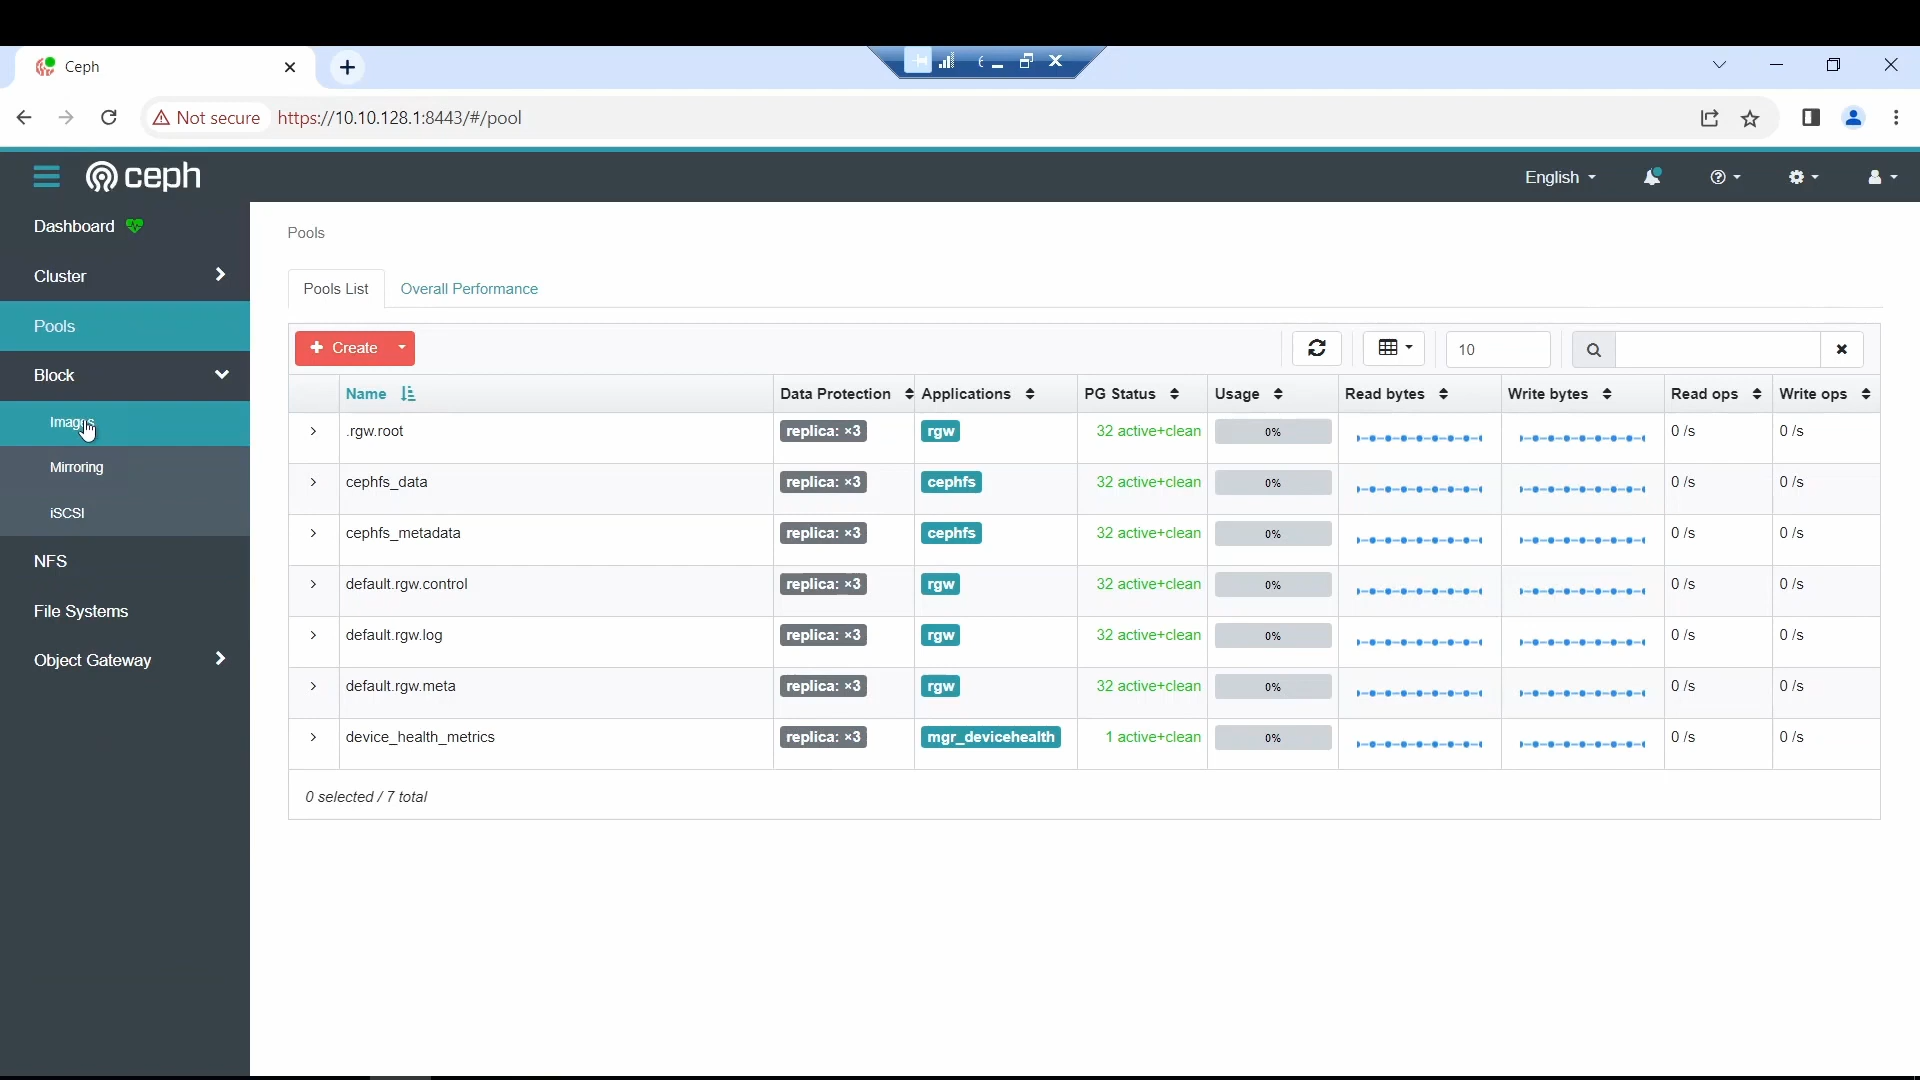 Ceph
Not secure https://10.10.128.1:8443/#/pool
ceph
English
Dashboard
Cluster
Pools
Block
Images
Mirroring
iSCSI
NFS
File Systems
Object Gateway
Pools
Pools List Overall Performance
Create 10
Name Data Protection Applications PG Status Usage Read bytes Write bytes Read ops Write ops
.rgw.root replica: ×3 rgw 32 active+clean 0% 0 /s 0 /s
cephfs_data replica: ×3 cephfs 32 active+clean 0% 0 /s 0 /s
cephfs_metadata replica: ×3 cephfs 32 active+clean 0% 0 /s 0 /s
default.rgw.control replica: ×3 rgw 32 active+clean 0% 0 /s 0 /s
default.rgw.log replica: ×3 rgw 32 active+clean 0% 0 /s 0 /s
default.rgw.meta replica: ×3 rgw 32 active+clean 0% 0 /s 0 /s
device_health_metrics replica: ×3 mgr_devicehealth 1 active+clean 0% 0 /s 0 /s
0 selected / 7 total